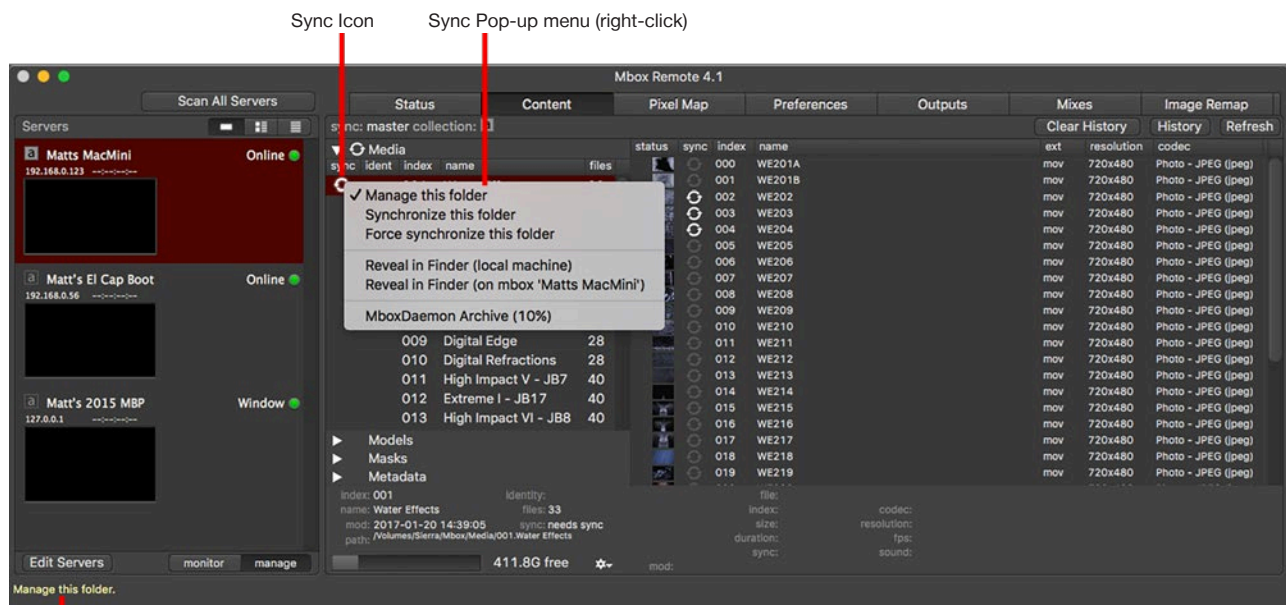 Sync Icon
Sync Pop-up menu (right-click)
Mbox Remote 4.1
Scan All Servers
Status Content Pixel Map Preferences Outputs Mixes Image Remap
Servers
sync: master collection:
Clear History History Refresh
a Matts MacMini Online
192.168.0.123 --:--:--:--
a Matt's El Cap Boot Online
192.168.0.56 --:--:--:--
a Matt's 2015 MBP Window
127.0.0.1 --:--:--:--
Edit Servers monitor manage
Media
sync ident index name files
✓ Manage this folder
Synchronize this folder
Force synchronize this folder
Reveal in Finder (local machine)
Reveal in Finder (on mbox 'Matts MacMini')
MboxDaemon Archive (10%)
009 Digital Edge 28
010 Digital Refractions 28
011 High Impact V - JB7 40
012 Extreme I - JB17 40
013 High Impact VI - JB8 40
Models
Masks
Metadata
status sync index name ext resolution codec
000 WE201A mov 720x480 Photo - JPEG (jpeg)
001 WE201B mov 720x480 Photo - JPEG (jpeg)
002 WE202 mov 720x480 Photo - JPEG (jpeg)
003 WE203 mov 720x480 Photo - JPEG (jpeg)
004 WE204 mov 720x480 Photo - JPEG (jpeg)
005 WE205 mov 720x480 Photo - JPEG (jpeg)
006 WE206 mov 720x480 Photo - JPEG (jpeg)
007 WE207 mov 720x480 Photo - JPEG (jpeg)
008 WE208 mov 720x480 Photo - JPEG (jpeg)
009 WE209 mov 720x480 Photo - JPEG (jpeg)
010 WE210 mov 720x480 Photo - JPEG (jpeg)
011 WE211 mov 720x480 Photo - JPEG (jpeg)
012 WE212 mov 720x480 Photo - JPEG (jpeg)
013 WE213 mov 720x480 Photo - JPEG (jpeg)
014 WE214 mov 720x480 Photo - JPEG (jpeg)
015 WE215 mov 720x480 Photo - JPEG (jpeg)
016 WE216 mov 720x480 Photo - JPEG (jpeg)
017 WE217 mov 720x480 Photo - JPEG (jpeg)
018 WE218 mov 720x480 Photo - JPEG (jpeg)
019 WE219 mov 720x480 Photo - JPEG (jpeg)
index: 001 identity:
name: Water Effects files: 33
mod: 2017-01-20 14:39:05 sync: needs sync
path: /Volumes/Sierra/Mbox/Media/001.Water Effects
411.8G free
file:
index: codec:
size: resolution:
duration: fps:
sync: sound:
mod:
Manage this folder.